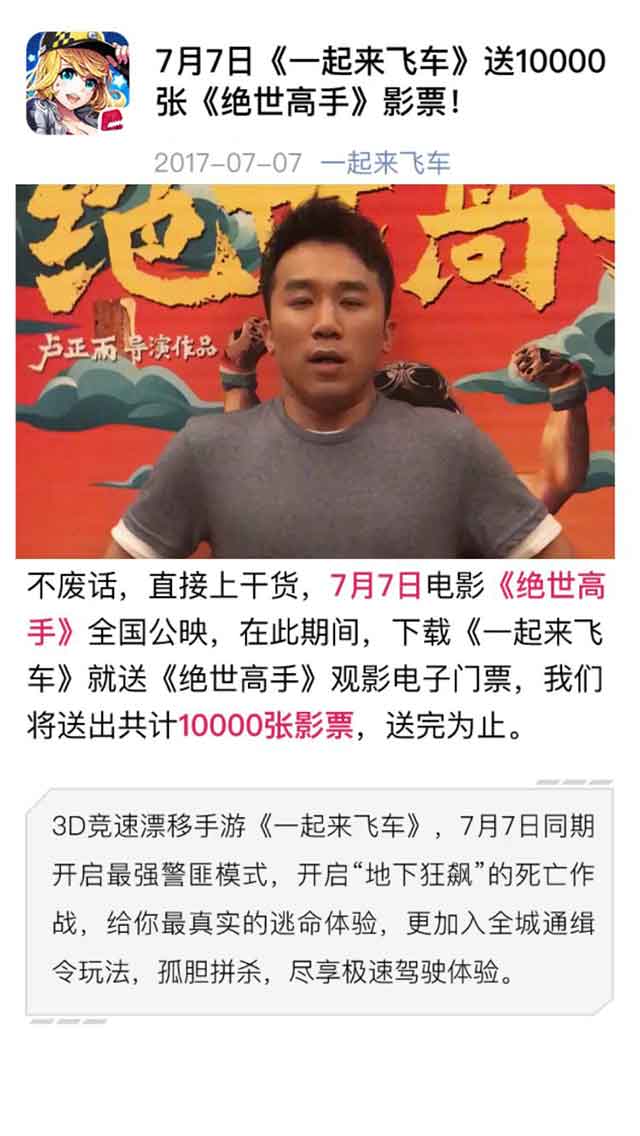 7月7日《一起来飞车》送10000
张《绝世高手》影票！
2017-07-07 一起来飞车
绝世高手
卢正雨 导演作品
不废话，直接上干货，7月7日电影《绝世高
手》全国公映，在此期间，下载《一起来飞
车》就送《绝世高手》观影电子门票，我们
将送出共计10000张影票，送完为止。
3D竞速漂移手游《一起来飞车》，7月7日同期
开启最强警匪模式，开启“地下狂飙”的死亡作
战，给你最真实的逃命体验，更加入全城通缉
令玩法，孤胆拼杀，尽享极速驾驶体验。